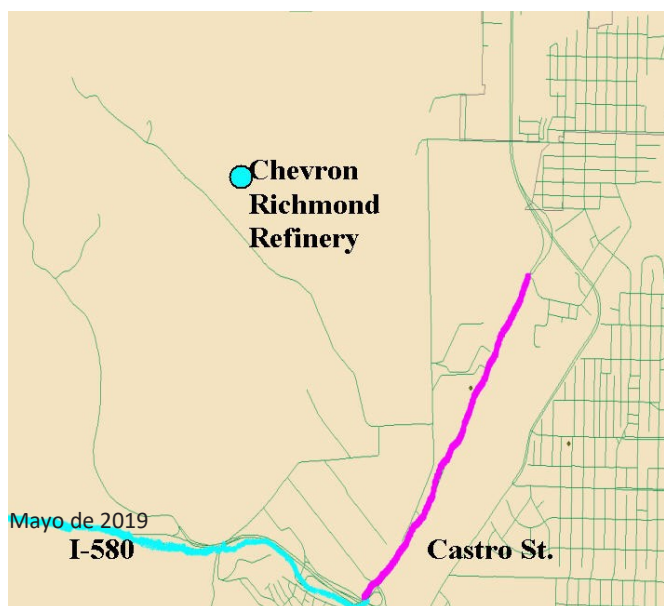 Chevron
Richmond
Refinery
Mayo de 2019
I-580
Castro St.